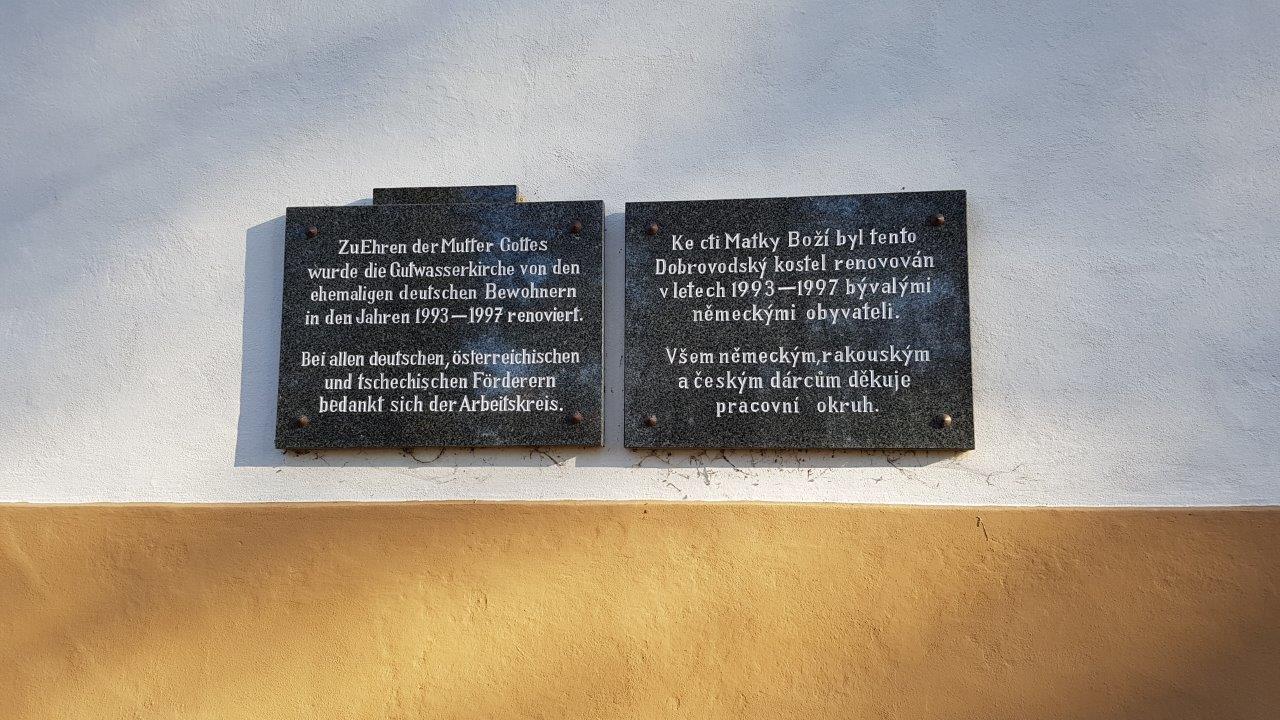 Zu Ehren der Mutter Gottes
wurde die Gutwasserkirche von den
ehemaligen deutschen Bewohnern
in den Jahren 1993—1997 renoviert.
Bei allen deutschen, österreichischen
und tschechischen Förderern
bedankt sich der Arbeitskreis.
Ke cti Matky Boží byl tento
Dobrovodský kostel renovován
v letech 1993—1997 bývalými
německými obyvateli.
Všem německým, rakouským
a českým dárcům děkuje
pracovní okruh.